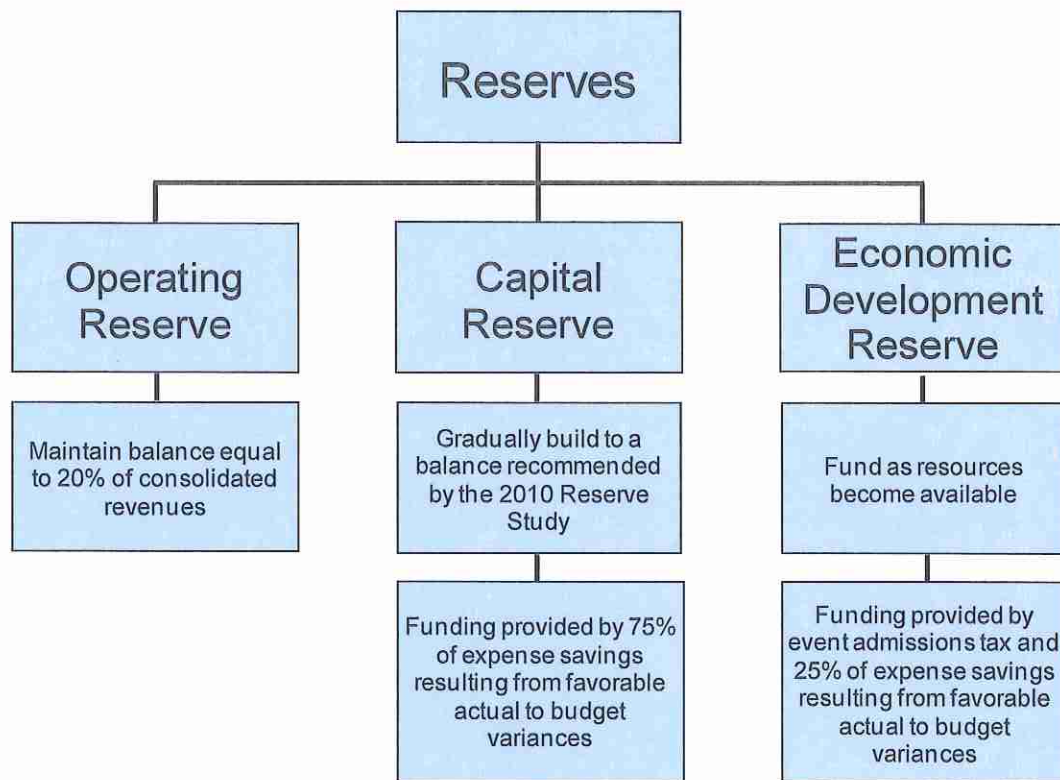 Reserves
Operating
Reserve
Maintain balance equal
to 20% of consolidated
revenues
Capital
Reserve
Gradually build to a
balance recommended
by the 2010 Reserve
Study
Funding provided by 75%
of expense savings
resulting from favorable
actual to budget
variances
Economic
Development
Reserve
Fund as resources
become available
Funding provided by
event admissions tax and
25% of expense savings
resulting from favorable
actual to budget
variances